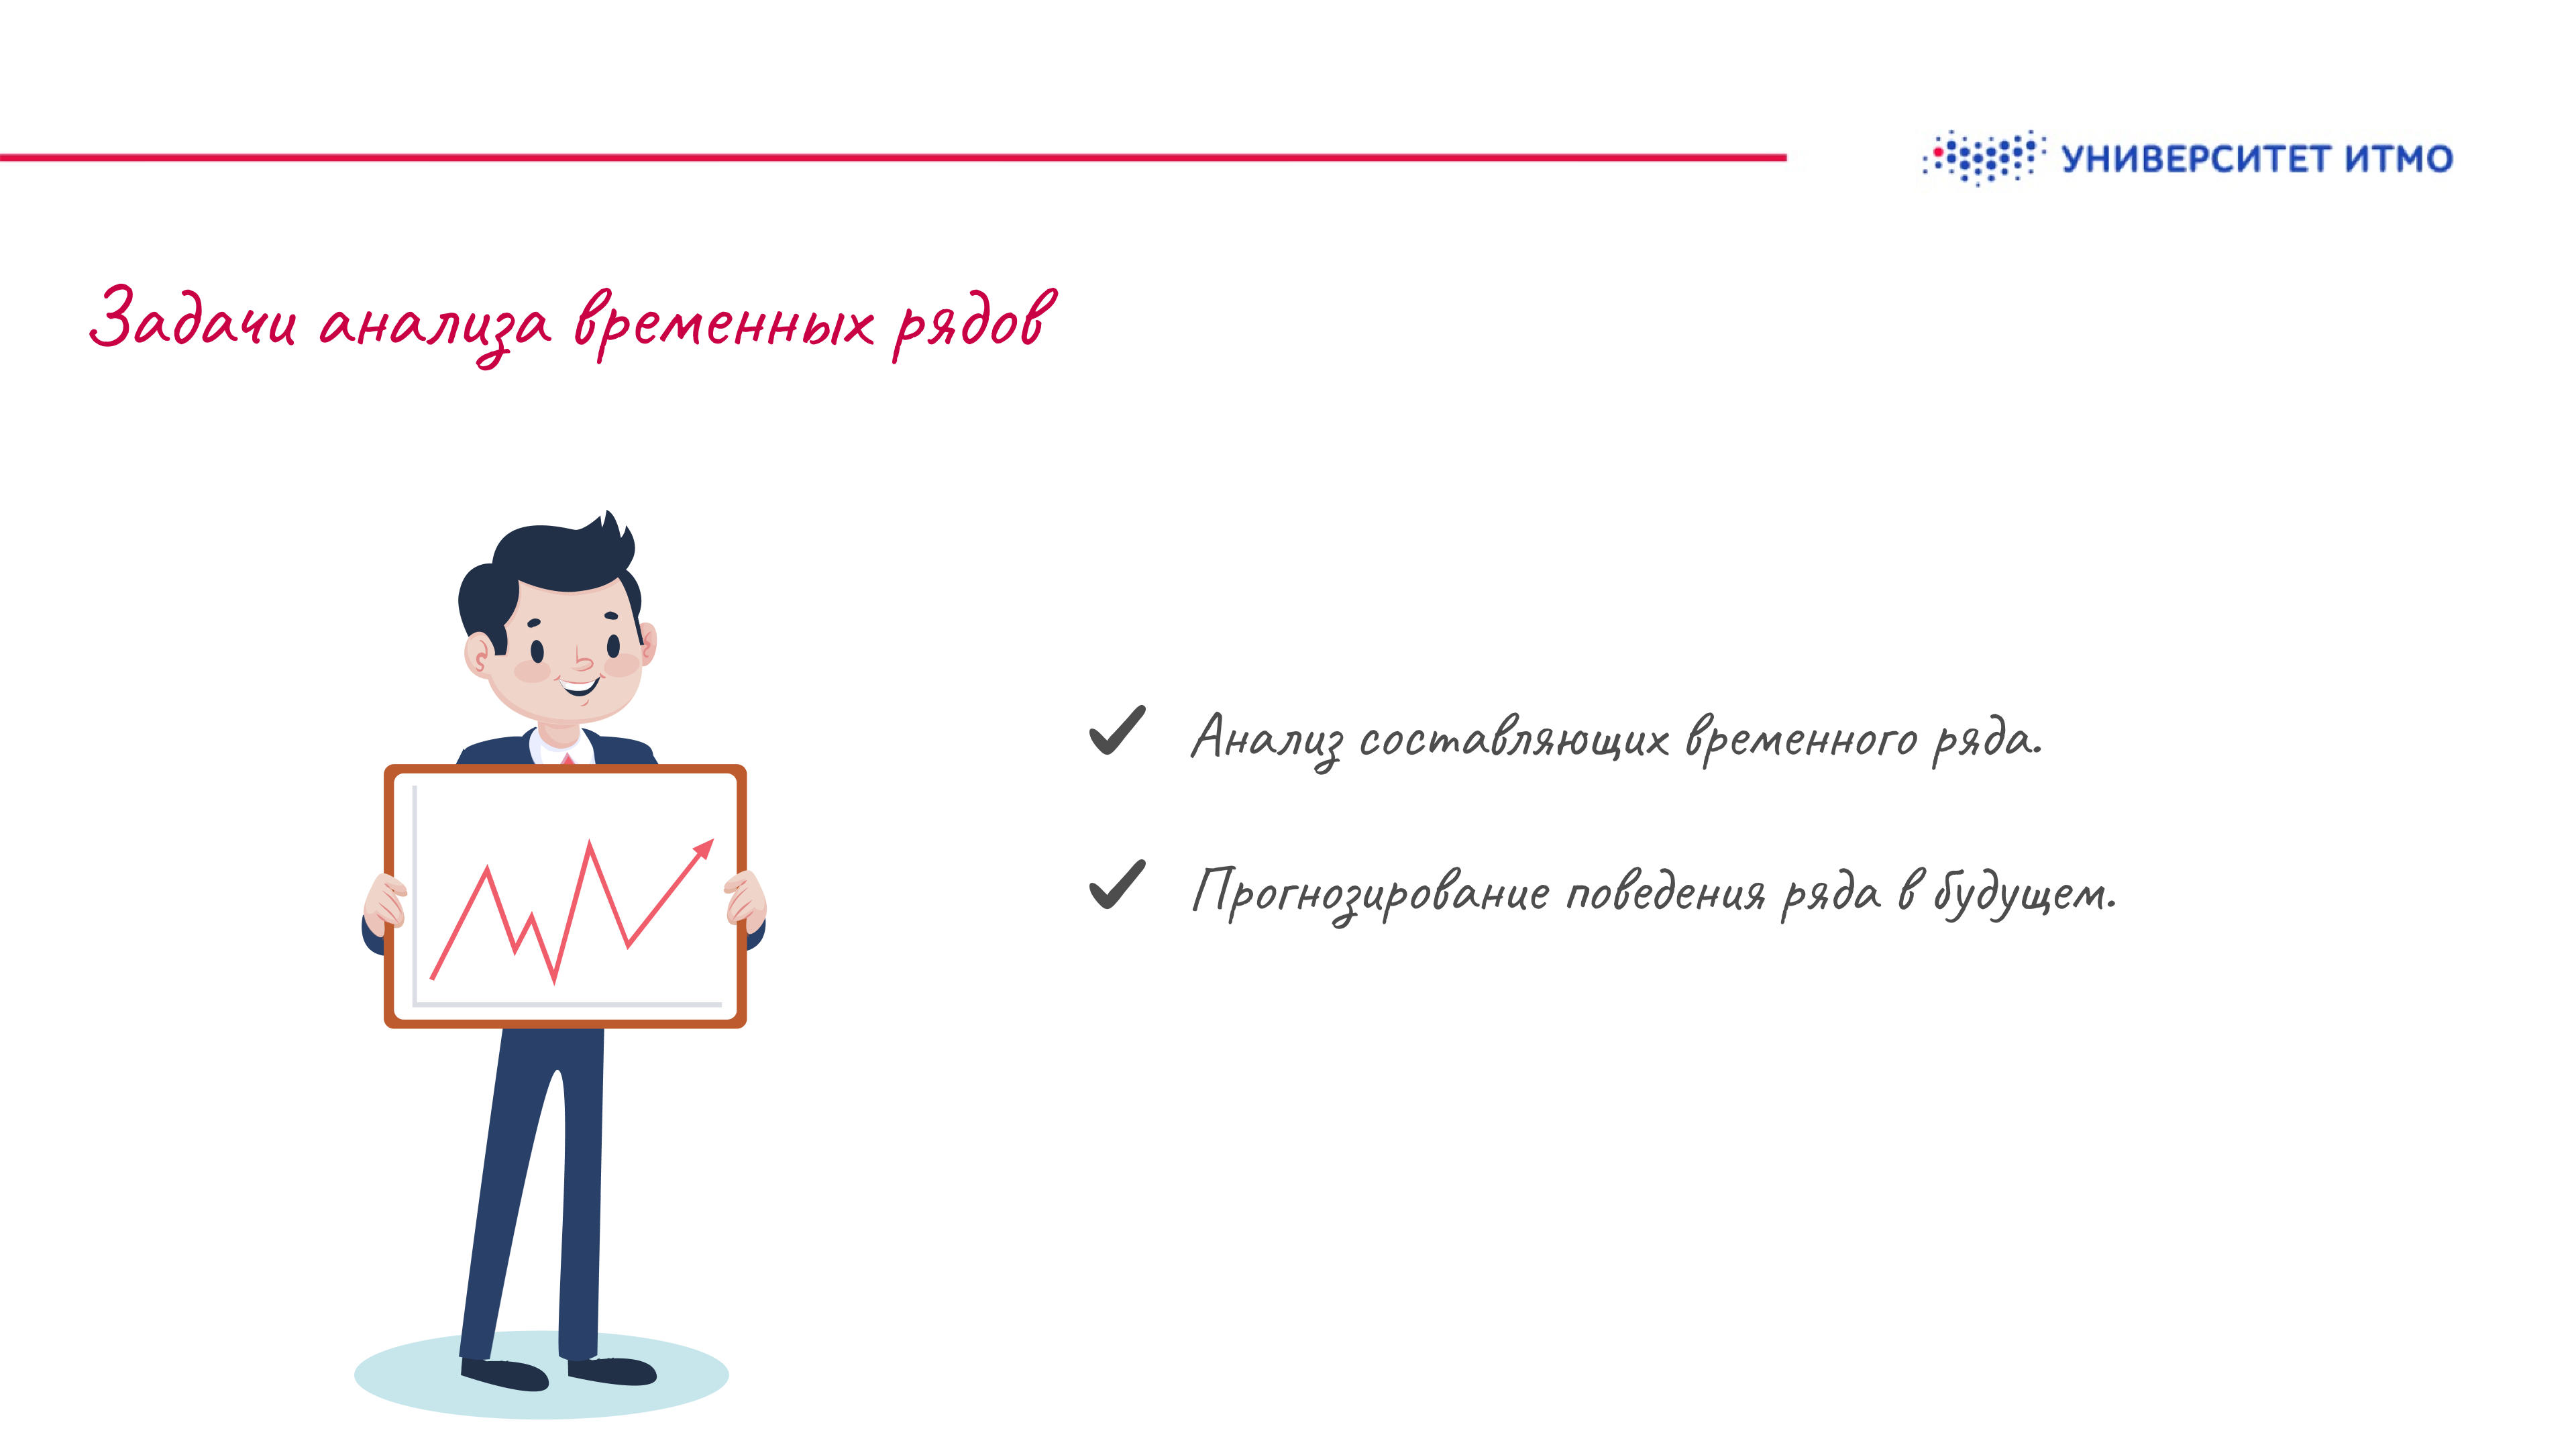 УНИВЕРСИТЕТ ИТМО
Задачи анализа временных рядов
Анализ составляющих временного ряда.
Прогнозирование поведения ряда в будущем.